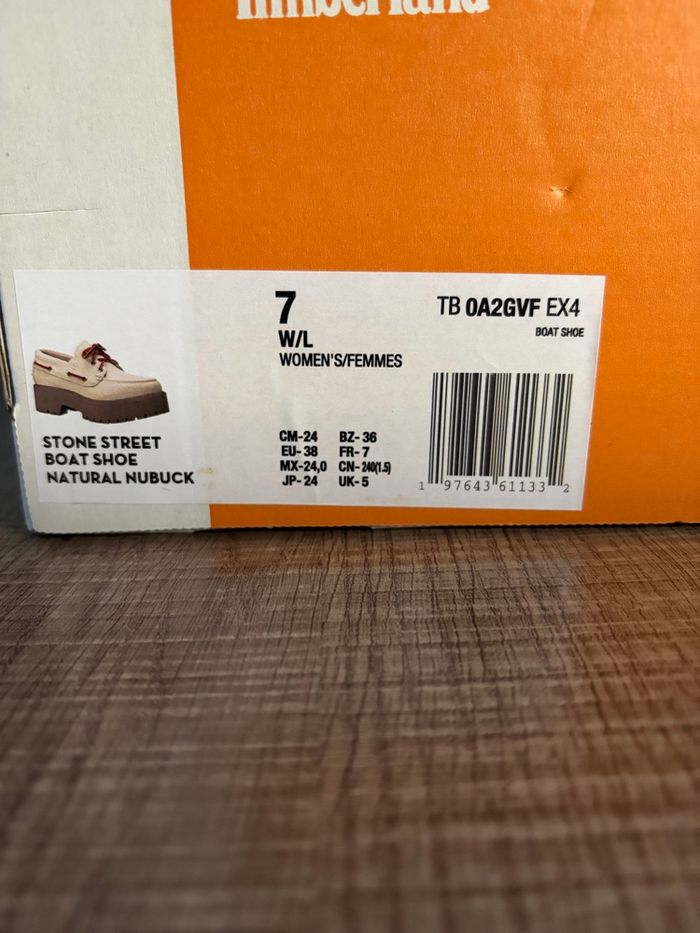 Timberland
7
W/L
WOMEN'S/FEMMES
TB 0A2GVF EX4
BOAT SHOE
STONE STREET
BOAT SHOE
NATURAL NUBUCK
CM-24 BZ-36
EU-38 FR-7
MX-24,0 CN-240(1.5)
JP-24 UK-5
1 97643 61133 2